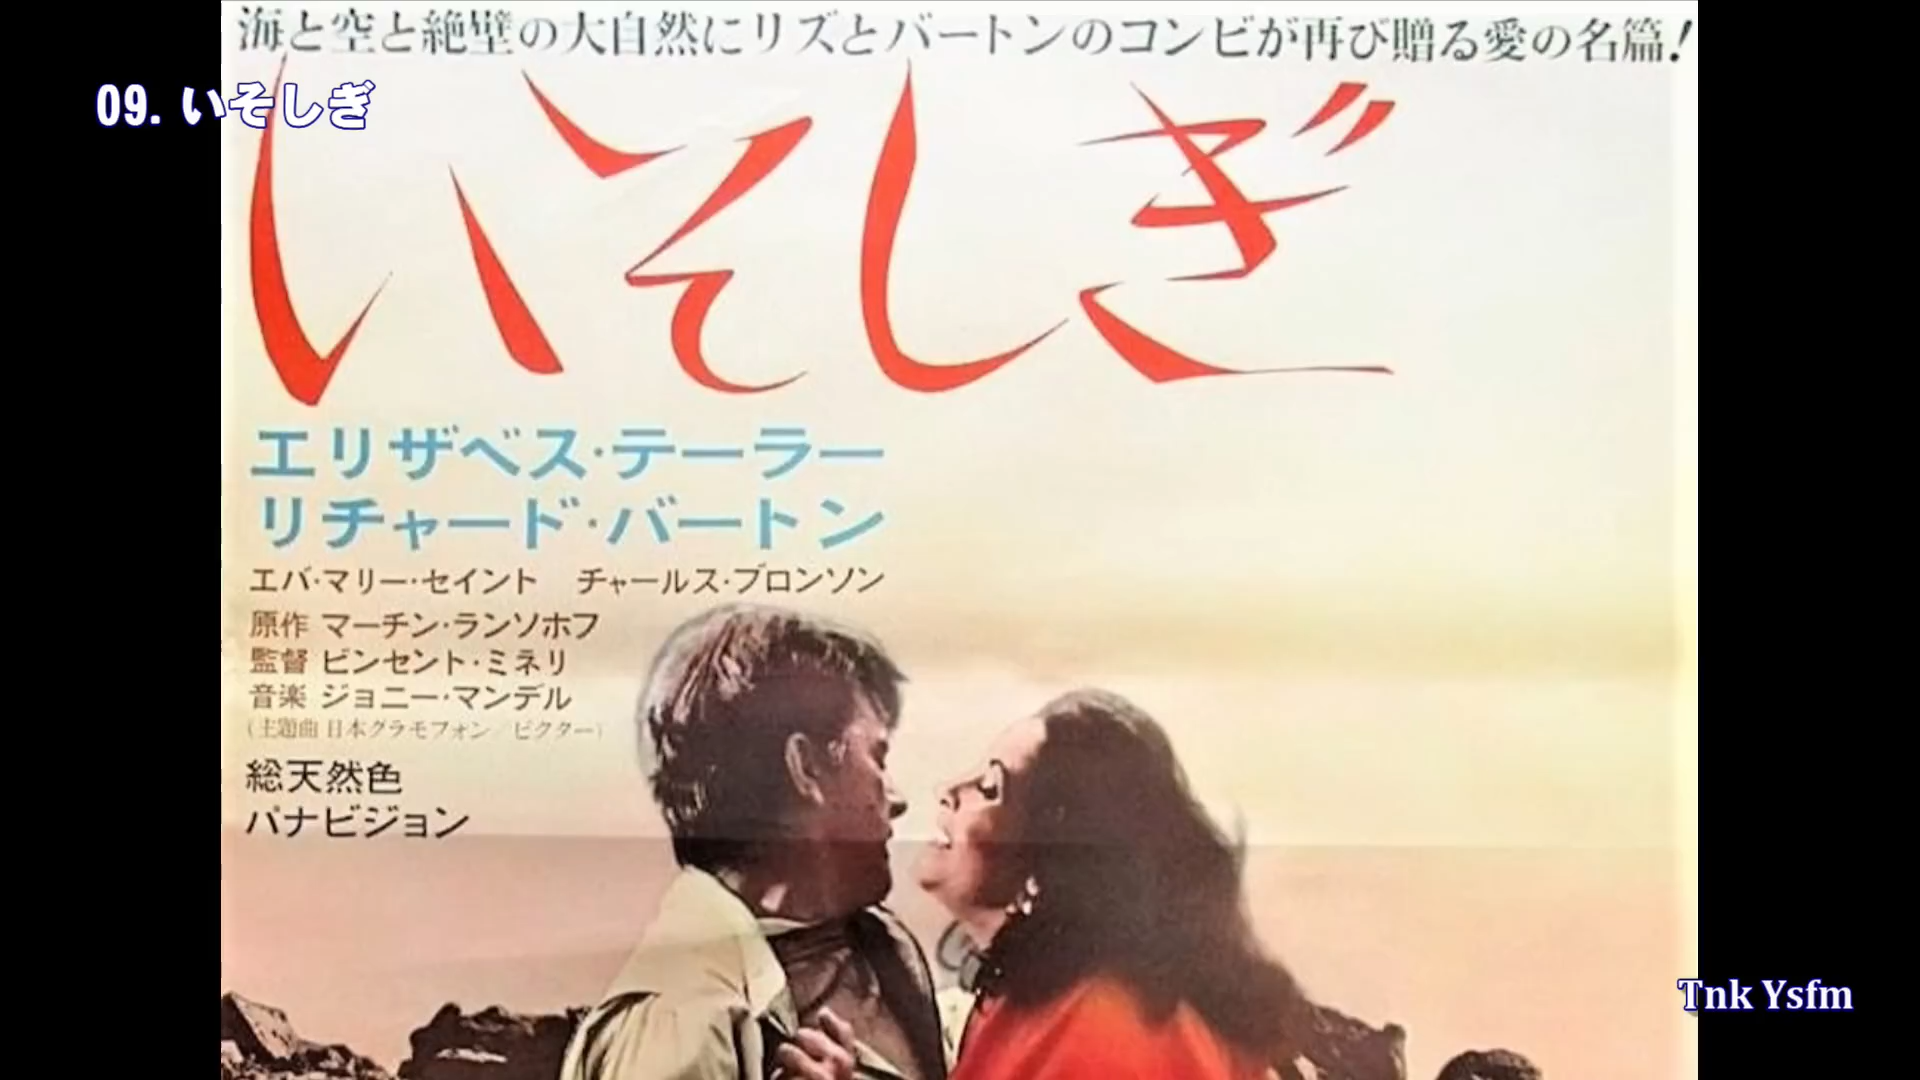 海と空と絶壁の大自然にリズとバートンのコンビが再び贈る愛の名篇!
09. いそしぎ
いそしぎ
エリザベス・テーラー
リチャード・バートン
エバ・マリー・セイント チャールス・ブロンソン
原作 マーチン・ランソホフ
監督 ビンセント・ミネリ
音楽 ジョニー・マンデル
(主題曲 日本グラモフォン/ビクター)
総天然色
パナビジョン
Tnk Ysfm